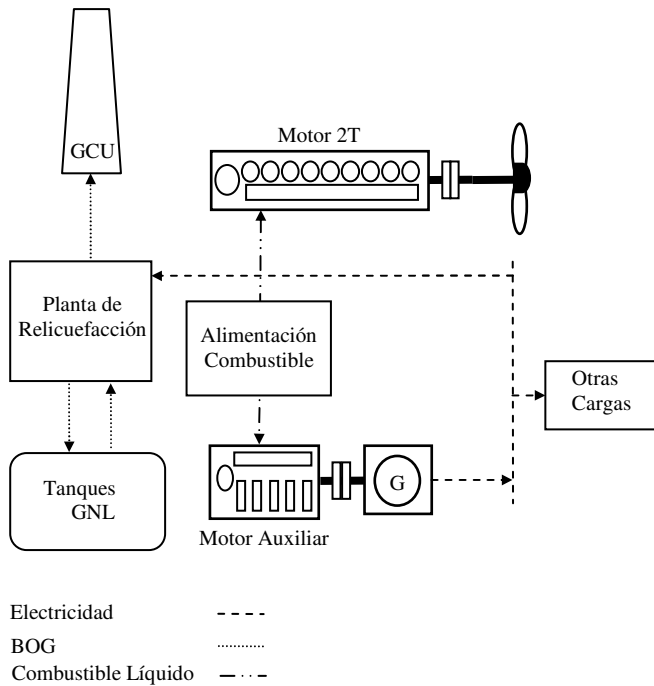 Motor 2T
GCU
Planta de
Relicuefacción
Alimentación
Combustible
Otras
Cargas
Tanques
GNL
G
Motor Auxiliar
Electricidad
BOG
Combustible Líquido